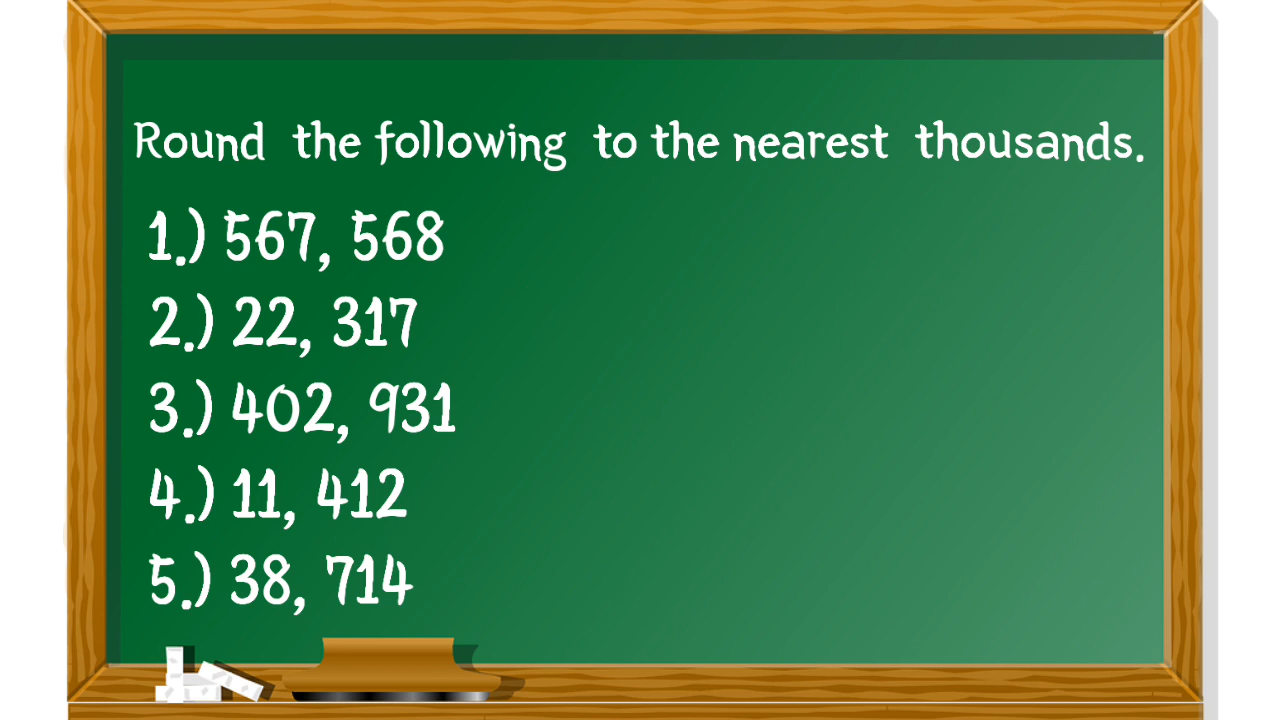 Round the following to the nearest thousands.
1.) 567, 568
2.) 22, 317
3.) 402, 931
4.) 11, 412
5.) 38, 714